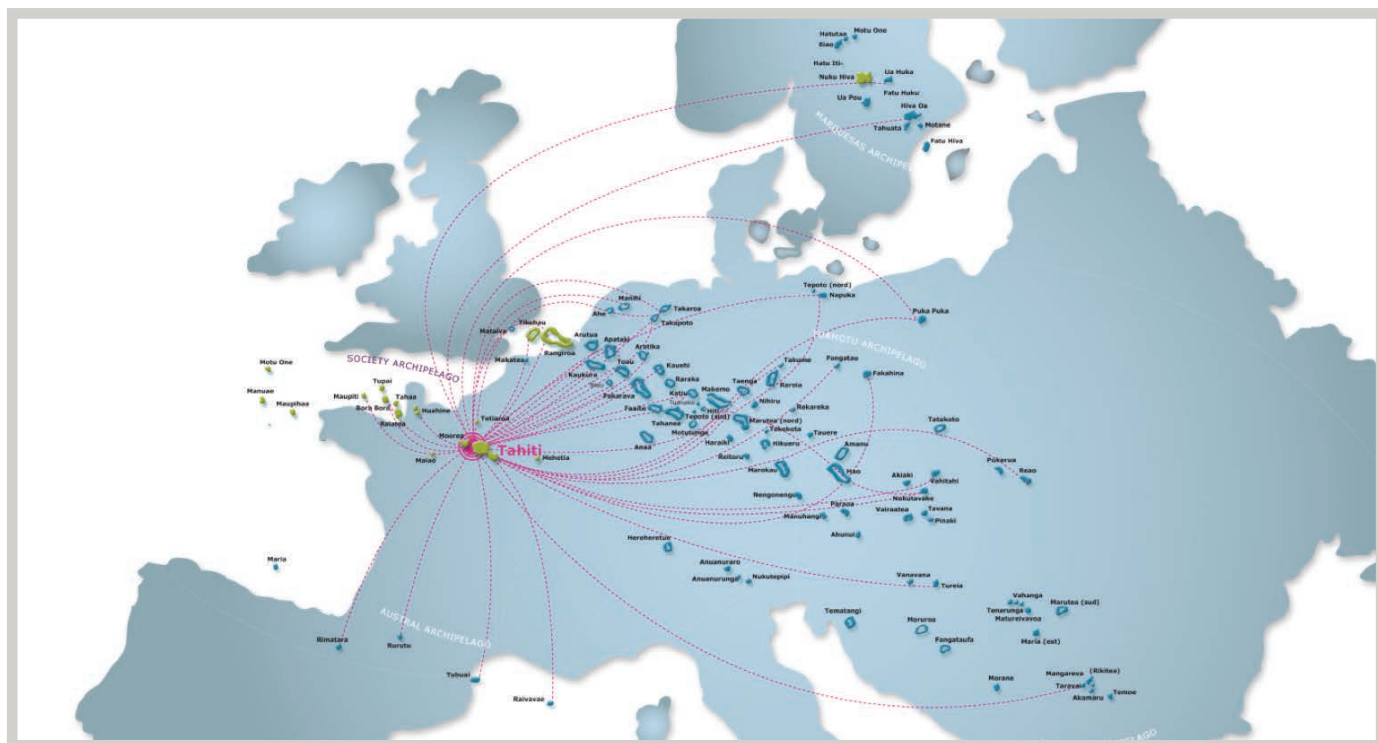 Hatutaa
Motu One
Eiao
Hatu Iti
Nuku Hiva
Ua Huka
Ua Pou
Fatu Huku
Hiva Oa
Tahuata
Motane
Fatu Hiva
MARQUESAS ARCHIPEL
Tepoto (nord)
Napuka
Puka Puka
Manihi
Ahe
Takaroa
Takapoto
Mataiva
Tikehau
Rangiroa
Makatea
Arutua
Apataki
Aratika
Kaukura
Toau
Kauehi
Raraka
Fakarava
Katiu
Makemo
Taenga
Takume
Raroia
Fangatau
Fakahina
TUAMOTU ARCHIPELAGO
SOCIETY ARCHIPELAGO
Motu One
Manuae
Maupihaa
Tupai
Maupiti
Tahaa
Bora Bora
Huahine
Raiatea
Tetiaroa
Moorea
Tahiti
Maiao
Mehetia
Faaite
Tahanea
Hiti
Tepoto (sud)
Motutunga
Anaa
Nihiru
Rekareka
Marutea (nord)
Tekokota
Tauere
Haraiki
Hikueru
Reitoru
Marokau
Amanu
Hao
Tatakoto
Pukarua
Reao
Akiaki
Vahitahi
Nukutavake
Nengonengo
Paraoa
Manuhangi
Vairaatea
Tavana
Pinaki
Ahunui
Hereheretue
Anuanuraro
Anuanurunga
Nukutepipi
Vanavana
Tureia
Tematangi
Moruroa
Fangataufa
Vahanga
Tenarunga
Matureivavoa
Marutea (sud)
Maria (est)
Morane
Mangareva
(Rikitea)
Taravai
Akamaru
Temoe
Maria
Rimatara
Rurutu
AUSTRAL ARCHIPELAGO
Tubuai
Raivavae